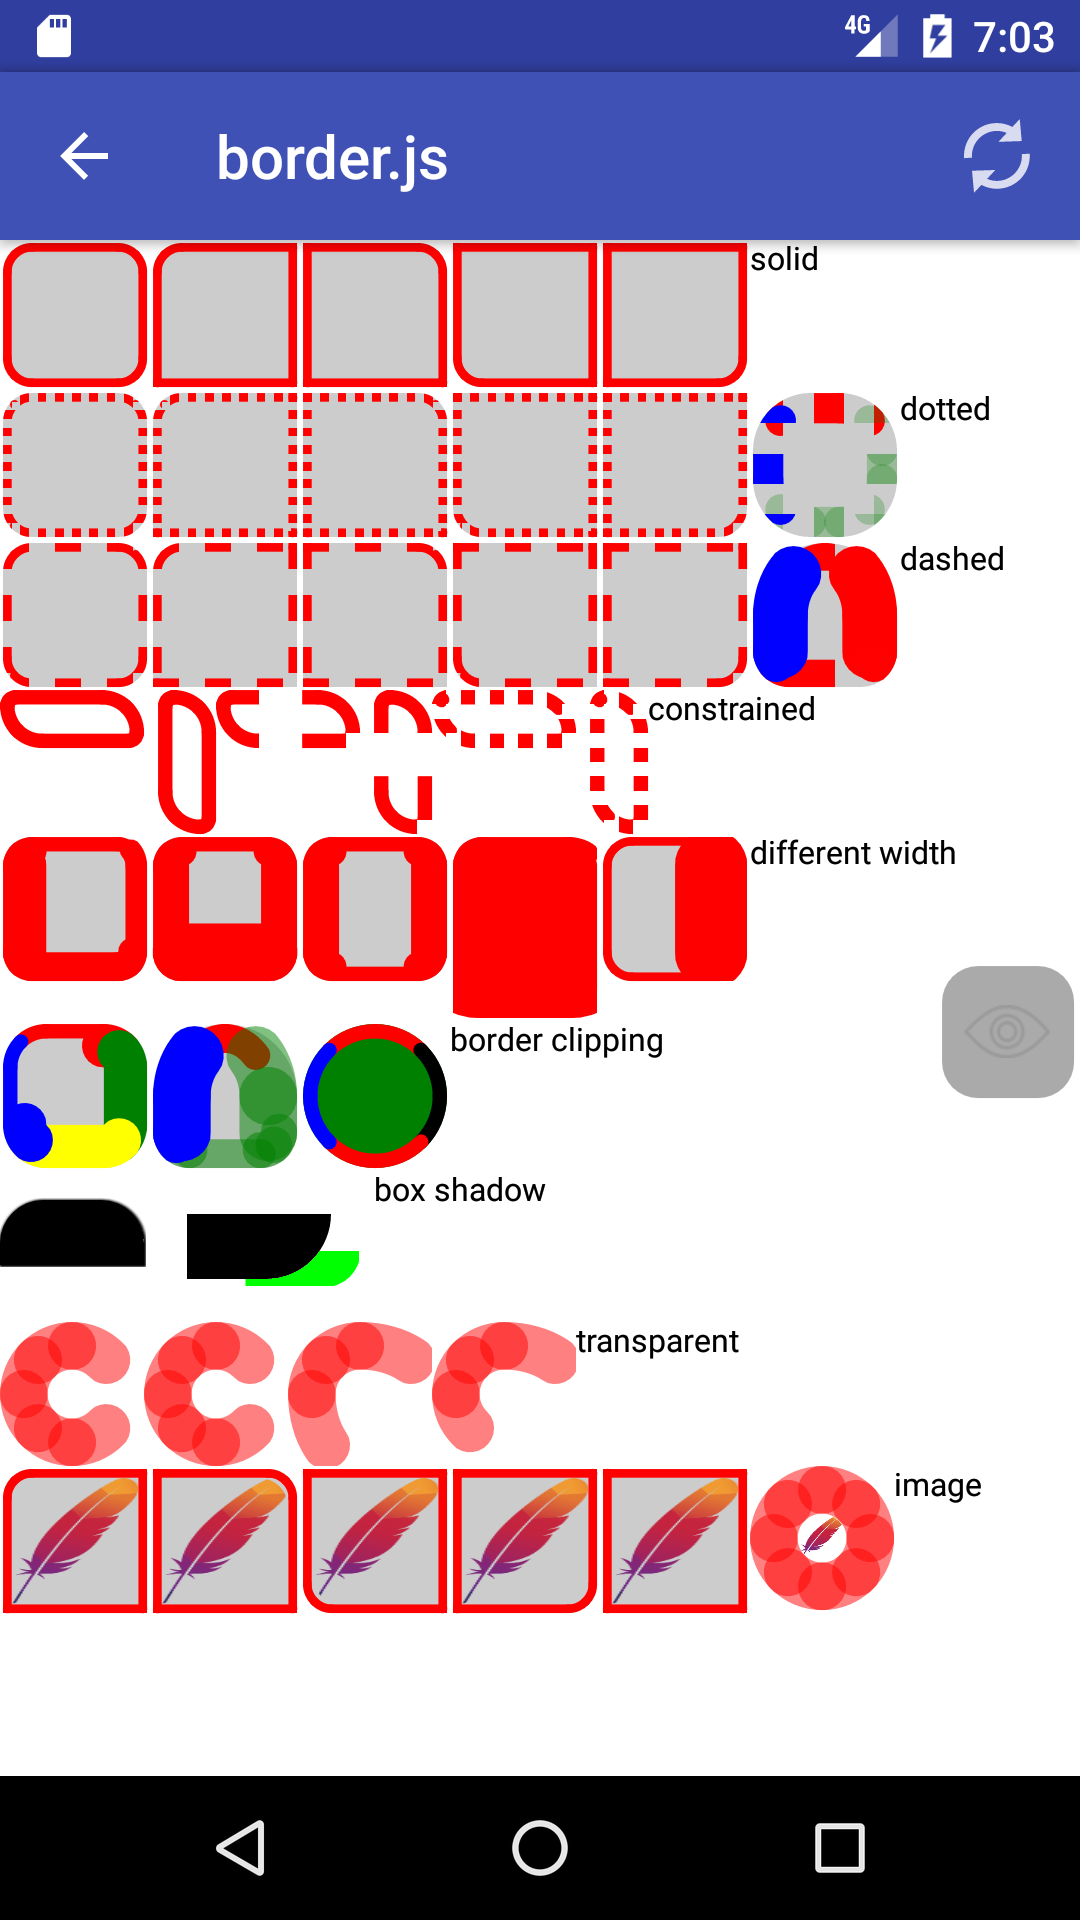 4G 7:03
border.js
solid
dotted
dashed
constrained
different width
border clipping
box shadow
transparent
image